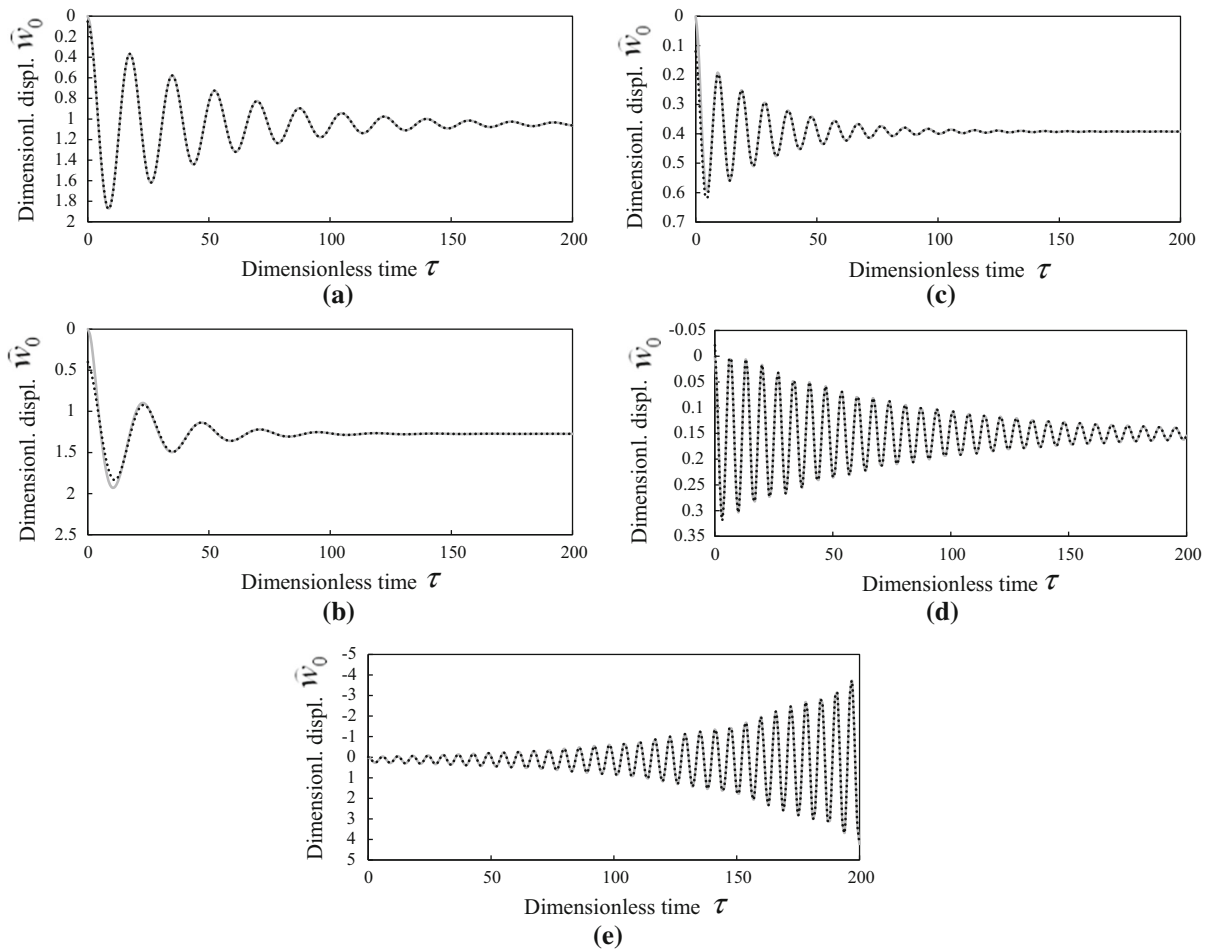 Dimensionl. displ. ŵ₀
0
0.2
0.4
0.6
0.8
1
1.2
1.4
1.6
1.8
2
0 50 100 150 200
Dimensionless time τ
(a)
Dimensionl. displ. ŵ₀
0
0.1
0.2
0.3
0.4
0.5
0.6
0.7
0 50 100 150 200
Dimensionless time τ
(c)
Dimensionl. displ. ŵ₀
0
0.5
1
1.5
2
2.5
0 50 100 150 200
Dimensionless time τ
(b)
Dimensionl. displ. ŵ₀
-0.05
0
0.05
0.1
0.15
0.2
0.25
0.3
0.35
0 50 100 150 200
Dimensionless time τ
(d)
Dimensionl. displ. ŵ₀
-5
-4
-3
-2
-1
0
1
2
3
4
5
0 50 100 150 200
Dimensionless time τ
(e)